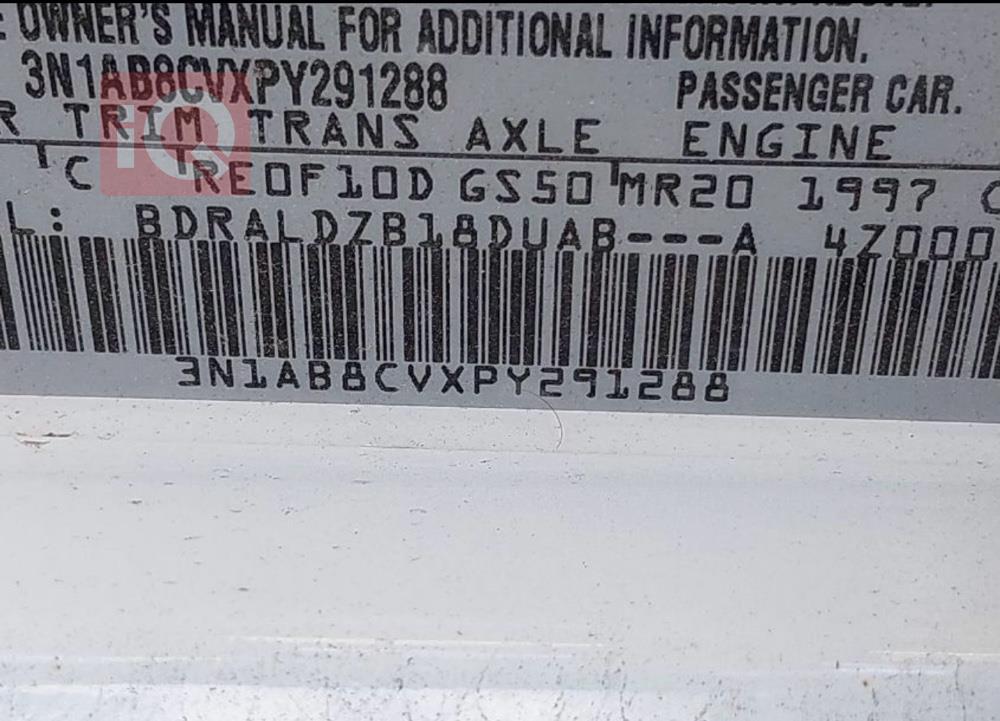 OWNER'S MANUAL FOR ADDITIONAL INFORMATION.
3N1AB8CVXPY291288 PASSENGER CAR.
R TRIM TRANS AXLE ENGINE
C RE0F10D GS50 MR20 1997 C
L: BDRALDZB18DUAB---A 4Z000
3N1AB8CVXPY291288
iQ